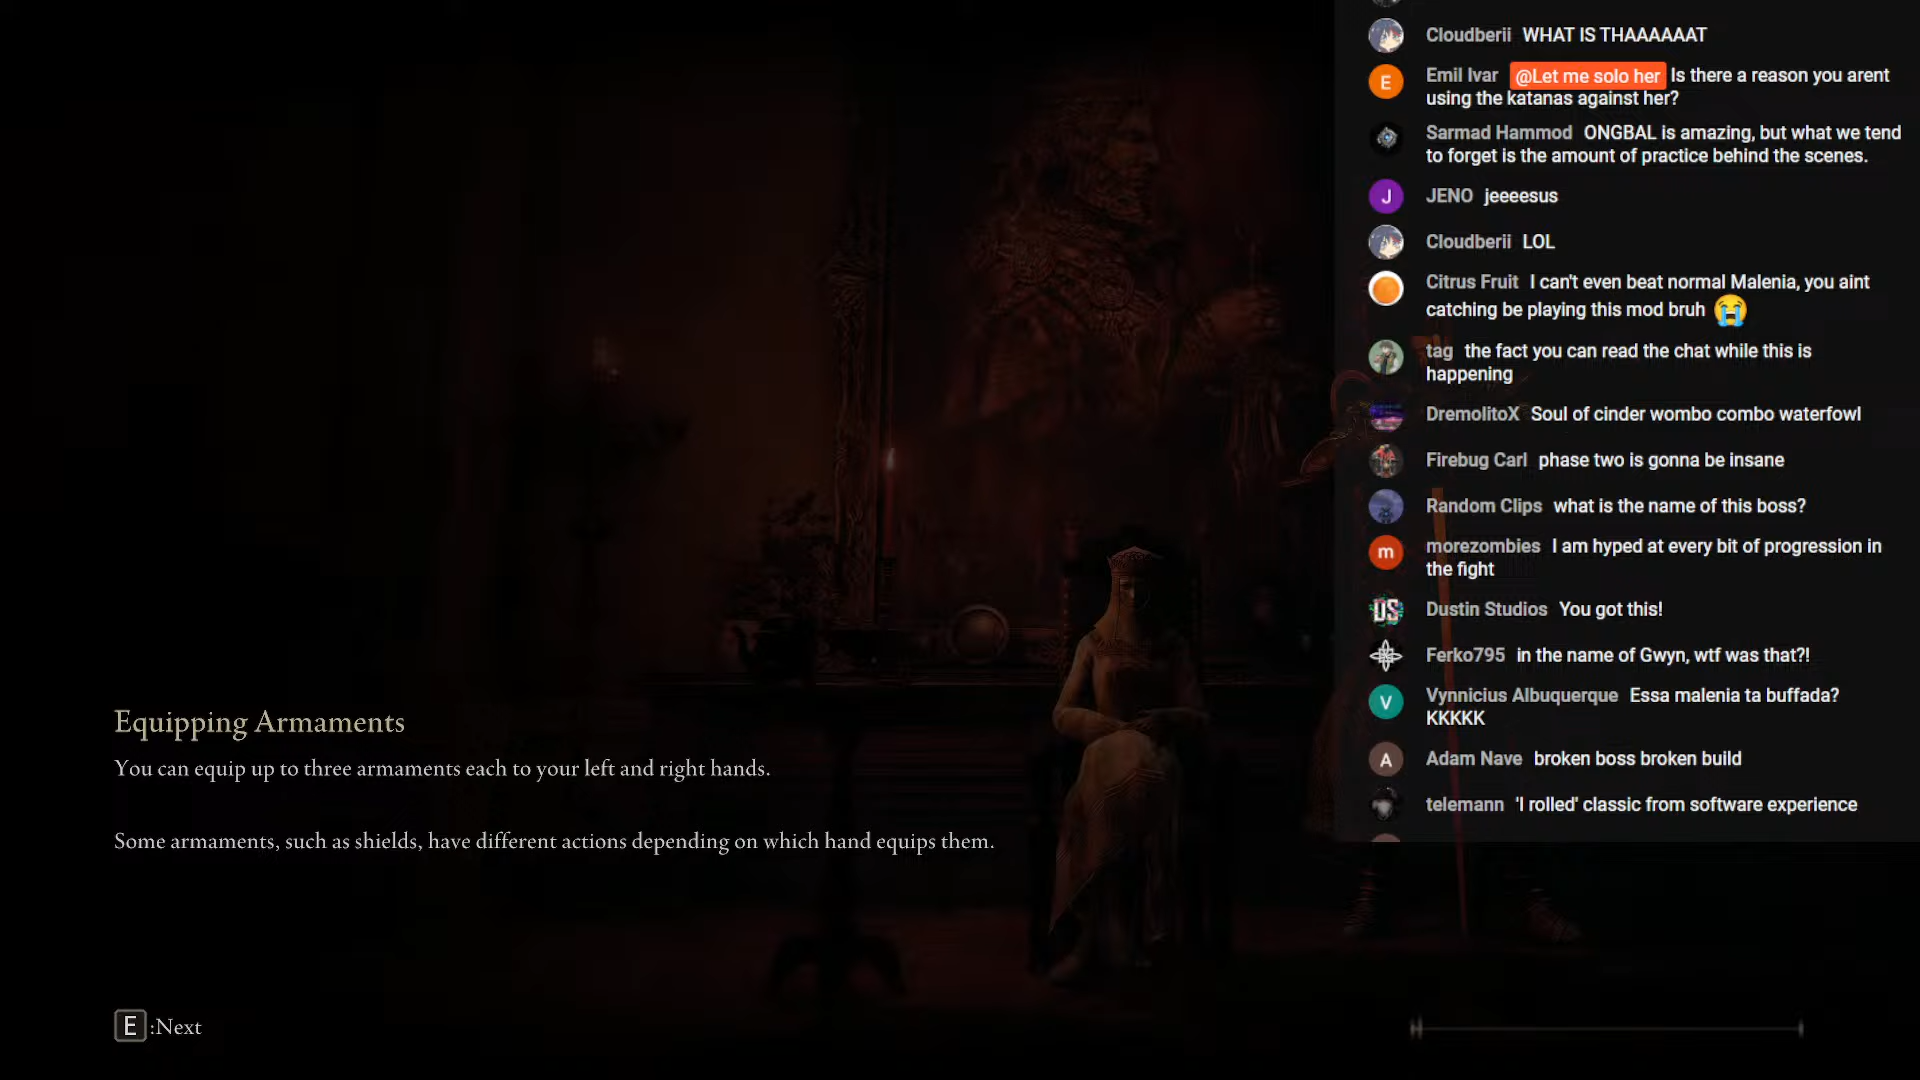 Cloudberii WHAT IS THAAAAAAT
E
Emil Ivar @Let me solo her Is there a reason you arent
using the katanas against her?
Sarmad Hammod ONGBAL is amazing, but what we tend
to forget is the amount of practice behind the scenes.
J
JENO jeeeesus
Cloudberii LOL
Citrus Fruit I can't even beat normal Malenia, you aint
catching be playing this mod bruh 😭
tag the fact you can read the chat while this is
happening
DremolitoX Soul of cinder wombo combo waterfowl
Firebug Carl phase two is gonna be insane
Random Clips what is the name of this boss?
m
morezombies I am hyped at every bit of progression in
the fight
DS
Dustin Studios You got this!
Ferko795 in the name of Gwyn, wtf was that?!
V
Vynnicius Albuquerque Essa malenia ta buffada?
KKKKK
A
Adam Nave broken boss broken build
telemann 'I rolled' classic from software experience
Equipping Armaments
You can equip up to three armaments each to your left and right hands.
Some armaments, such as shields, have different actions depending on which hand equips them.
E :Next